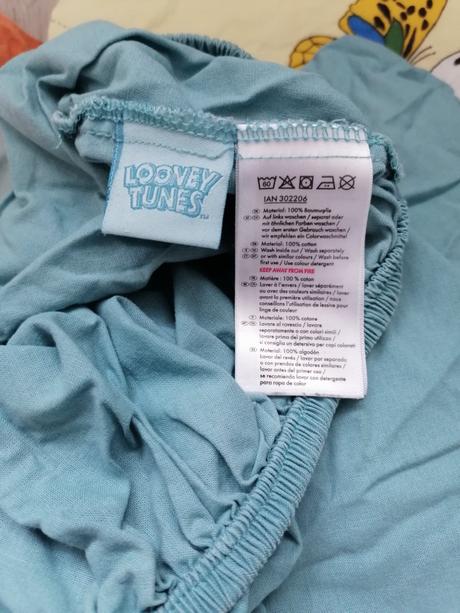 LOONEY
TUNES
TM
60
IAN 302206
Material: 100% Baumwolle
Auf links waschen / separat oder
mit ähnlichen Farben waschen /
vor dem ersten Gebrauch waschen /
wir empfehlen ein Colorwaschmittel
Material: 100% cotton
Wash inside out / Wash separately
or with similar colours / Wash before
first use / Use colour detergent
KEEP AWAY FROM FIRE
Matière : 100 % coton
Laver à l'envers / laver séparément
ou avec des couleurs similaires / laver
avant la première utilisation / nous
conseillons l'utilisation de lessive pour
linge de couleur
Materiale: 100% cotone
Lavare al rovescio / lavare
separatamente o con colori simili /
lavare prima del primo utilizzo /
si consiglia un detersivo per capi colorati
Material: 100% algodón
Lavar del revés / lavar por separado
o con prendas de colores similares /
lavar antes del primer uso /
se recomienda lavar con detergente
para ropa de color